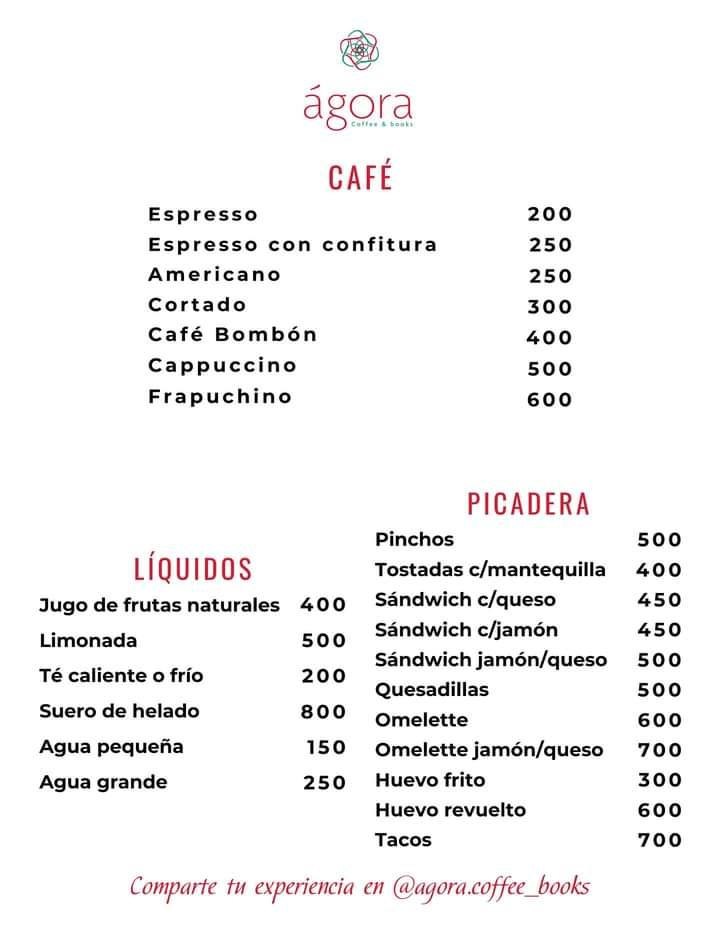 ágora
Coffee & books
CAFÉ
Espresso 200
Espresso con confitura 250
Americano 250
Cortado 300
Café Bombón 400
Cappuccino 500
Frapuchino 600
LÍQUIDOS
Jugo de frutas naturales 400
Limonada 500
Té caliente o frío 200
Suero de helado 800
Agua pequeña 150
Agua grande 250
PICADERA
Pinchos 500
Tostadas c/mantequilla 400
Sándwich c/queso 450
Sándwich c/jamón 450
Sándwich jamón/queso 500
Quesadillas 500
Omelette 600
Omelette jamón/queso 700
Huevo frito 300
Huevo revuelto 600
Tacos 700
Comparte tu experiencia en @agora.coffee_books